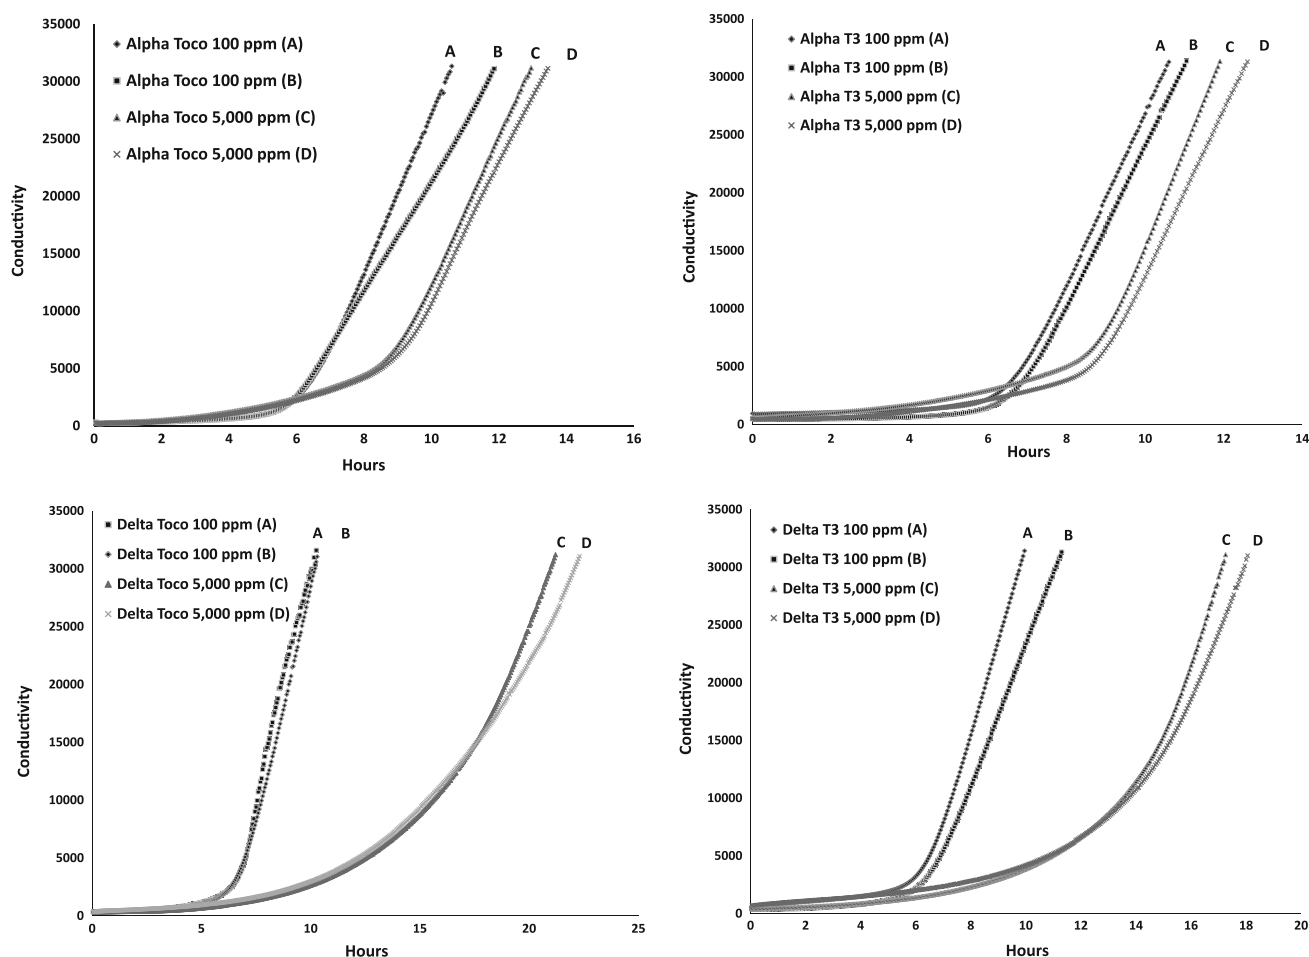 35000
30000
25000
20000
15000
10000
5000
0
Conductivity
Alpha Toco 100 ppm (A)
Alpha Toco 100 ppm (B)
Alpha Toco 5,000 ppm (C)
Alpha Toco 5,000 ppm (D)
A B C D
0 2 4 6 8 10 12 14 16
Hours
35000
30000
25000
20000
15000
10000
5000
0
Conductivity
Alpha T3 100 ppm (A)
Alpha T3 100 ppm (B)
Alpha T3 5,000 ppm (C)
Alpha T3 5,000 ppm (D)
A B C D
0 2 4 6 8 10 12 14
Hours
35000
30000
25000
20000
15000
10000
5000
0
Conductivity
Delta Toco 100 ppm (A)
Delta Toco 100 ppm (B)
Delta Toco 5,000 ppm (C)
Delta Toco 5,000 ppm (D)
A B C D
0 5 10 15 20 25
Hours
35000
30000
25000
20000
15000
10000
5000
0
Conductivity
Delta T3 100 ppm (A)
Delta T3 100 ppm (B)
Delta T3 5,000 ppm (C)
Delta T3 5,000 ppm (D)
A B C D
0 2 4 6 8 10 12 14 16 18 20
Hours